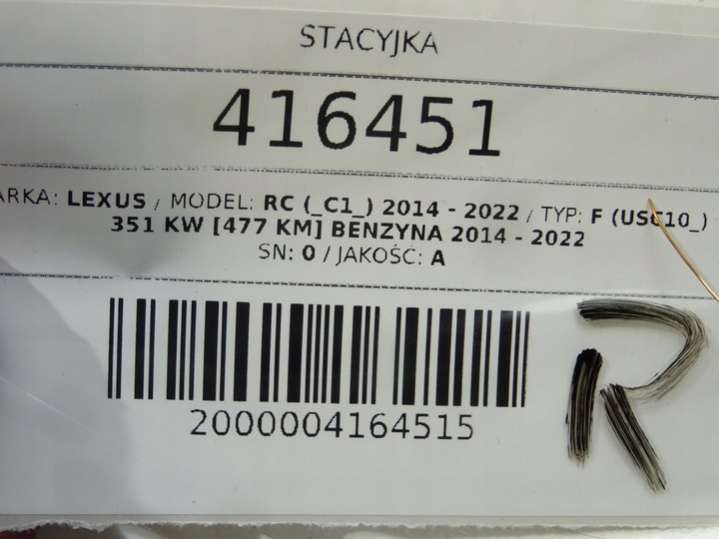 STACYJKA
416451
ARKA: LEXUS / MODEL: RC (_C1_) 2014 - 2022 / TYP: F (USC10_)
351 KW [477 KM] BENZYNA 2014 - 2022
SN: 0 / JAKOŚĆ: A
2000004164515
R